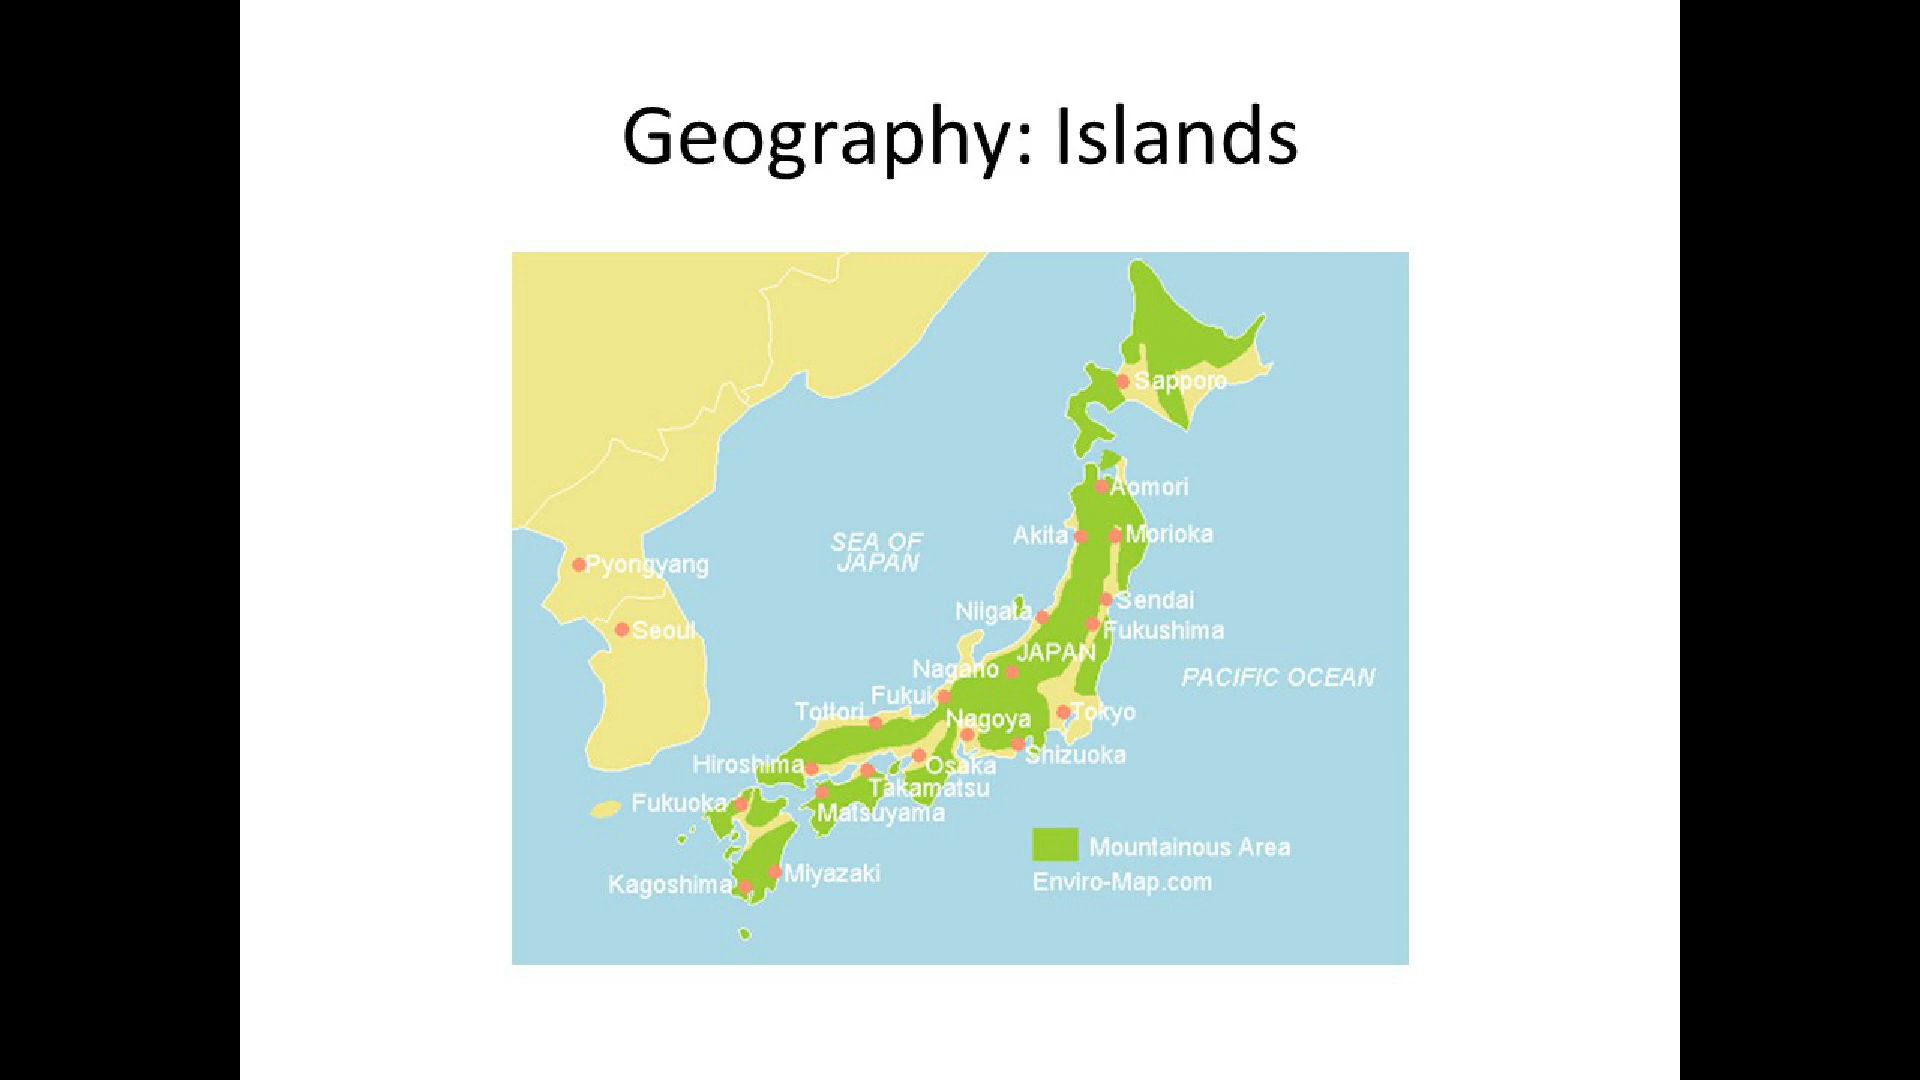 Geography: Islands
Sapporo
Aomori
Akita
Morioka
SEA OF
JAPAN
Pyongyang
Sendai
Niigata
Seoul
Fukushima
JAPAN
Nagano
PACIFIC OCEAN
Fukui
Tottori
Tokyo
Nagoya
Shizuoka
Hiroshima
Osaka
Takamatsu
Fukuoka
Matsuyama
Mountainous Area
Miyazaki
Kagoshima
Enviro-Map.com